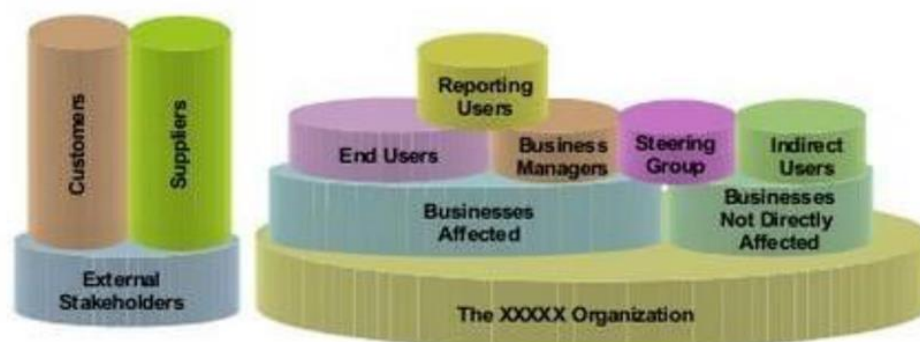 Customers
Suppliers
External
Stakeholders
Reporting
Users
End Users
Business
Managers
Steering
Group
Indirect
Users
Businesses
Affected
Businesses
Not Directly
Affected
The XXXXX Organization